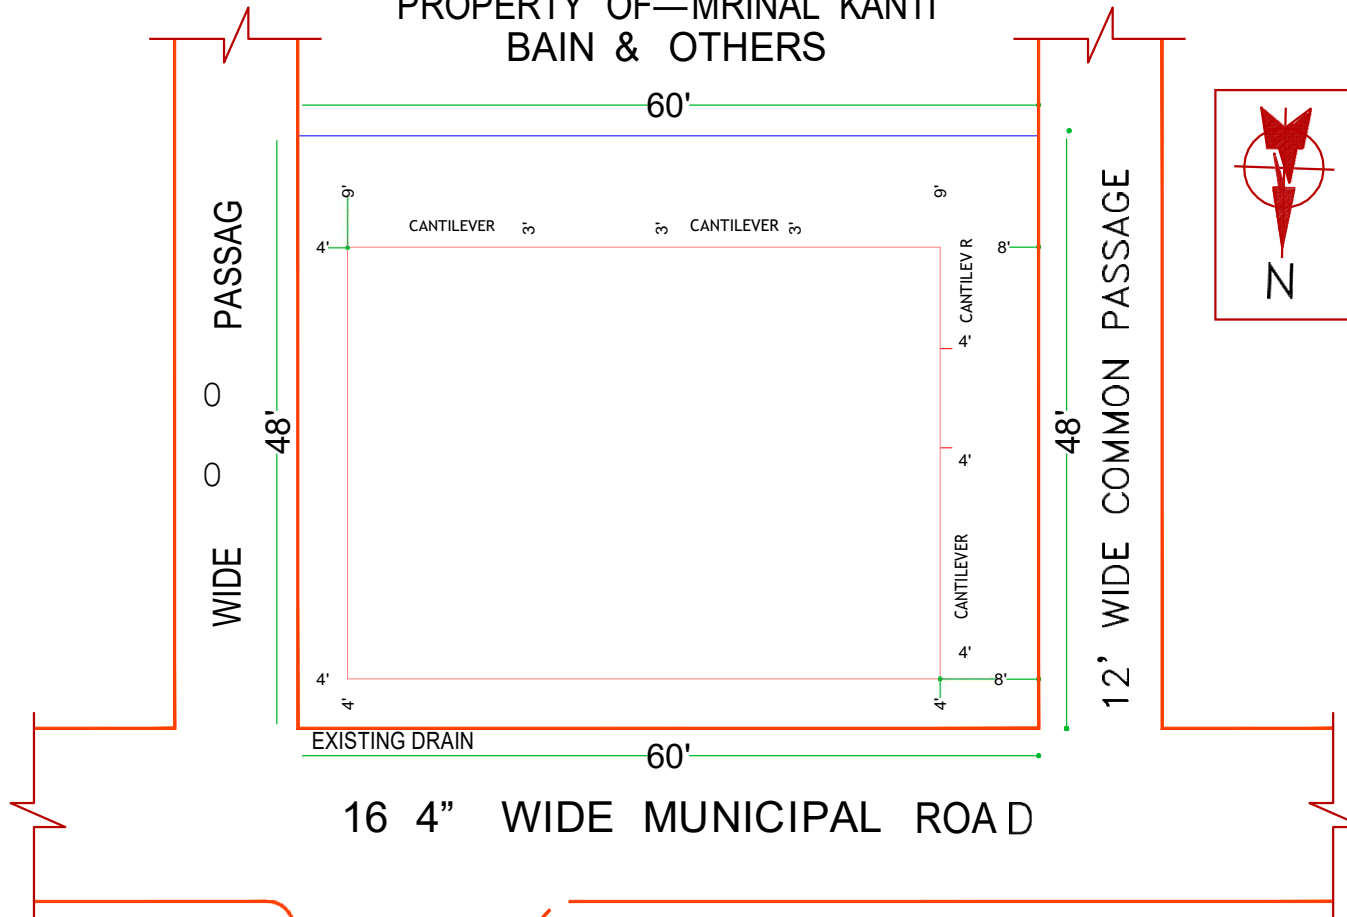 PROPERTY OF—MRINAL KANTI
BAIN & OTHERS
60'
9'
9'
CANTILEVER
3'
3'
CANTILEVER
3'
4'
8'
CANTILEV R
4'
4'
CANTILEVER
4'
4'
8'
4'
4'
48'
48'
WIDE
O
O
PASSAG
12' WIDE COMMON PASSAGE
N
EXISTING DRAIN
60'
16 4” WIDE MUNICIPAL ROA D